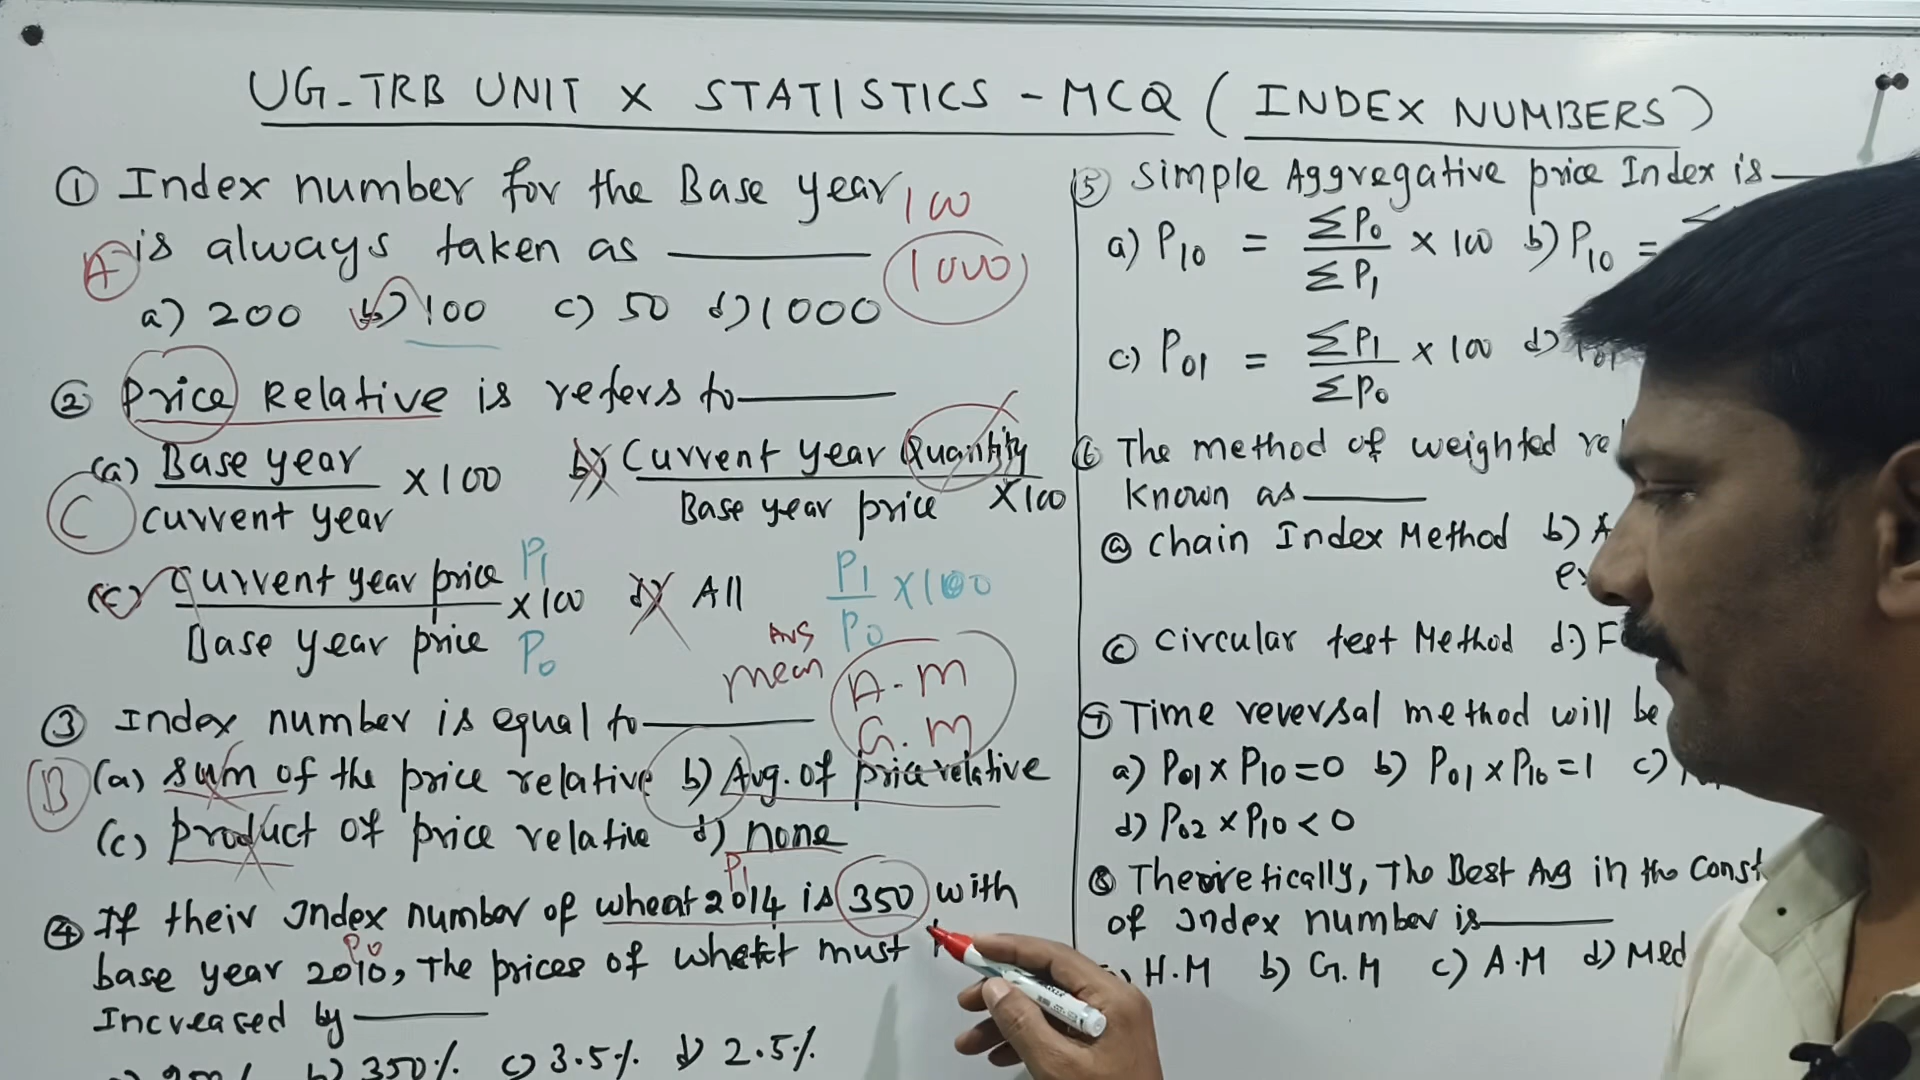 UG-TRB UNIT X STATISTICS - MCQ (INDEX NUMBERS)
① Index number for the Base year 100
A is always taken as ______ 1000
a) 200 b) 100 c) 50 d) 1000
② Price Relative is refers to ______
(a) Base year / current year × 100 b) Current year Quantity / Base year price × 100
C
(c) Current year price / Base year price × 100 P1 P0 d) All P1 / P0 × 100
Avg
mean A.M
G.M
③ Index number is equal to ______
B (a) sum of the price relative b) Avg. of price relative
(c) product of price relative d) none
P1
④ If their Index number of wheat 2014 is 350 with
P0
base year 2010, The prices of wheat must
Increased by ______
b) 350% c) 3.5% d) 2.5%
⑤ Simple Aggregative price Index is ______
a) P10 = ΣP0 / ΣP1 × 100 b) P10 =
c) P01 = ΣP1 / ΣP0 × 100 d) P01
⑥ The method of weighted
known as ______
ⓐ chain Index Method b)
ⓒ Circular test Method d.)
⑦ Time reversal method will be
a) P01 × P10 = 0 b) P01 × P10 = 1 c)
d) P02 × P10 < 0
⑧ Theoretically, The Best Avg in the Const
of Index number is ______
H.M b) G.M c) A.M d) Med